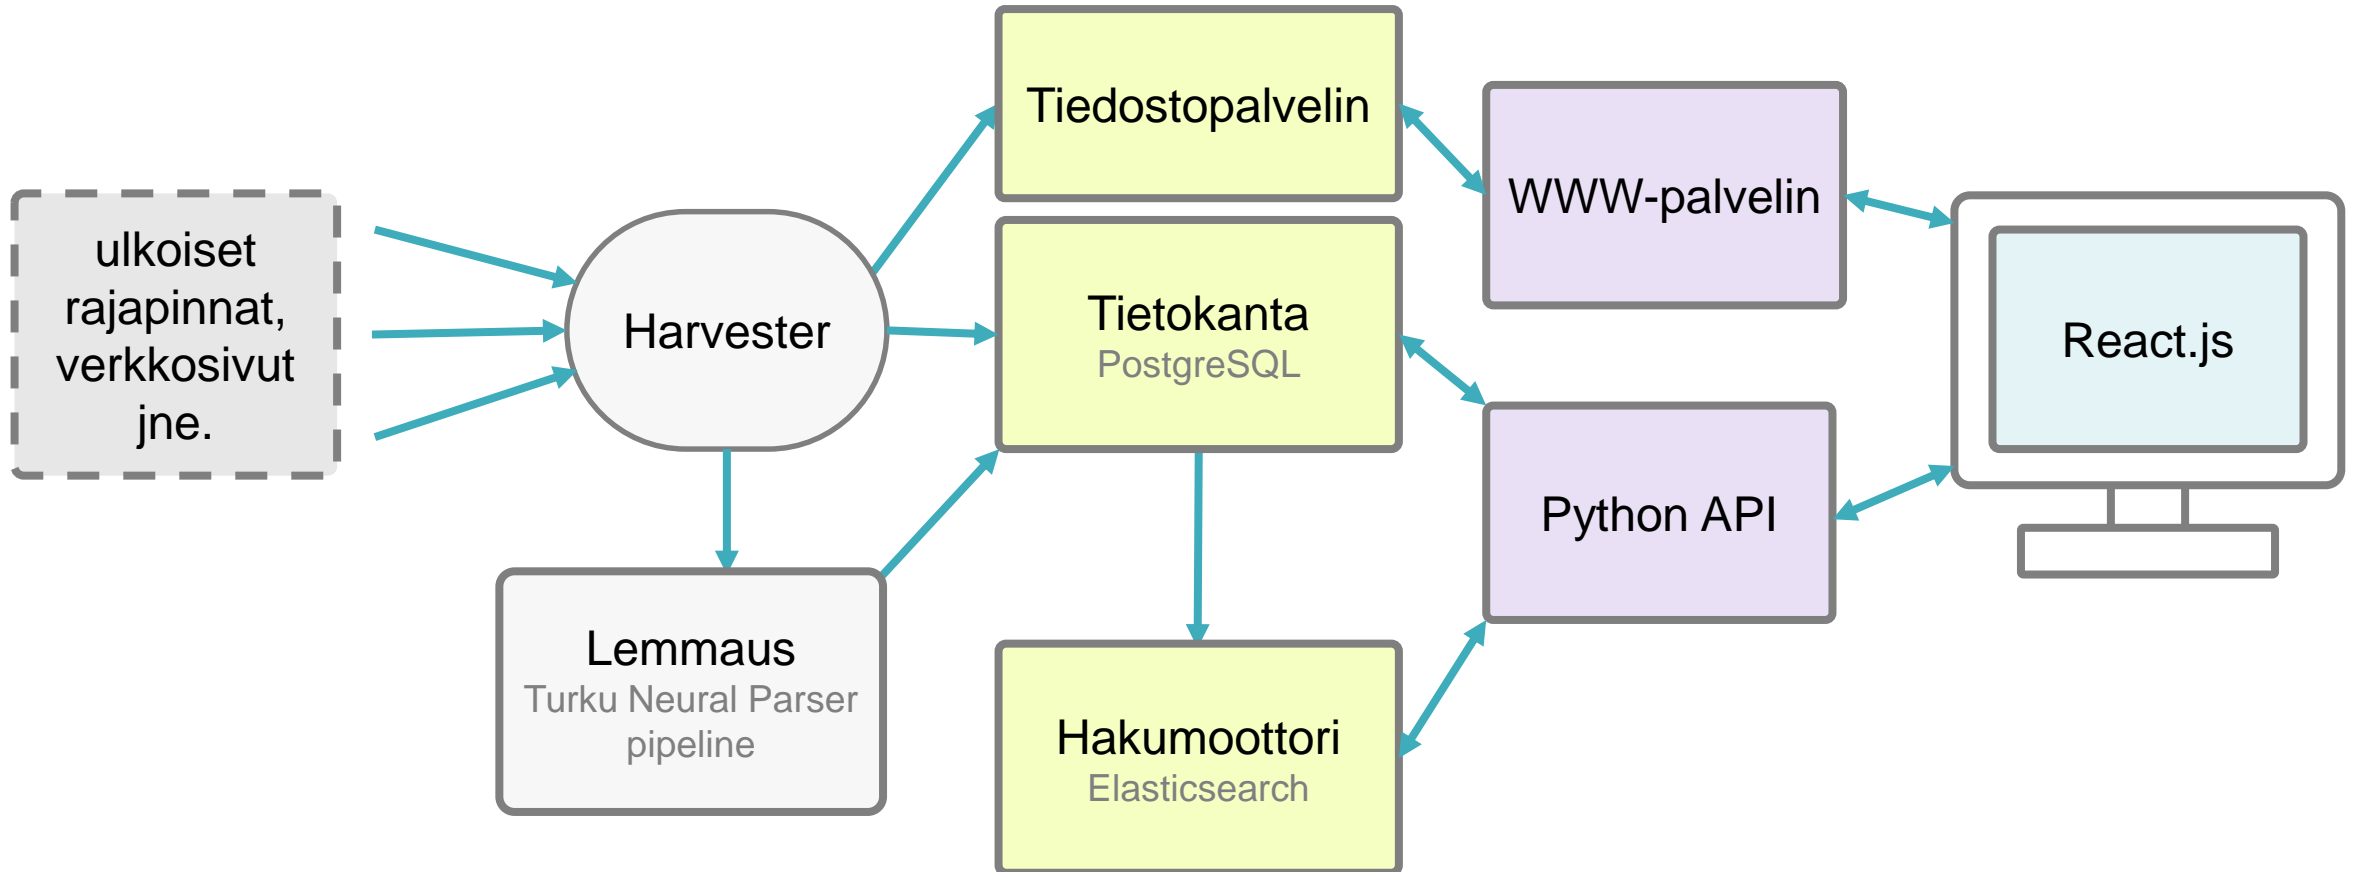 ulkoiset
rajapinnat,
verkkosivut
jne.
Harvester
Lemmaus
Turku Neural Parser
pipeline
Tiedostopalvelin
Tietokanta
PostgreSQL
Hakumoottori
Elasticsearch
WWW-palvelin
Python API
React.js